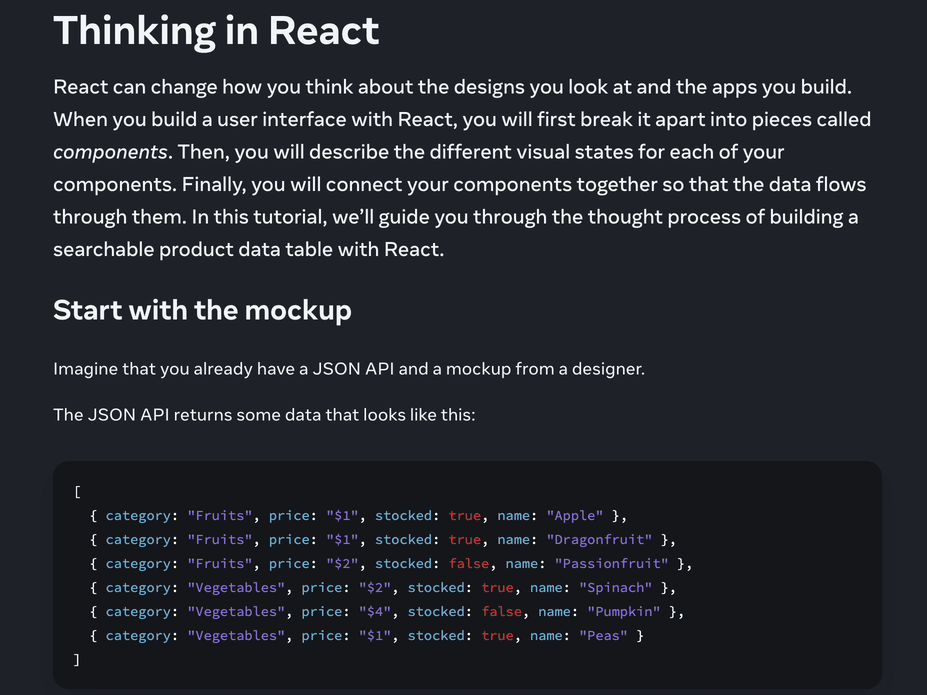 Thinking in React
React can change how you think about the designs you look at and the apps you build.
When you build a user interface with React, you will first break it apart into pieces called
components. Then, you will describe the different visual states for each of your
components. Finally, you will connect your components together so that the data flows
through them. In this tutorial, we’ll guide you through the thought process of building a
searchable product data table with React.
Start with the mockup
Imagine that you already have a JSON API and a mockup from a designer.
The JSON API returns some data that looks like this:
[
  { category: "Fruits", price: "$1", stocked: true, name: "Apple" },
  { category: "Fruits", price: "$1", stocked: true, name: "Dragonfruit" },
  { category: "Fruits", price: "$2", stocked: false, name: "Passionfruit" },
  { category: "Vegetables", price: "$2", stocked: true, name: "Spinach" },
  { category: "Vegetables", price: "$4", stocked: false, name: "Pumpkin" },
  { category: "Vegetables", price: "$1", stocked: true, name: "Peas" }
]